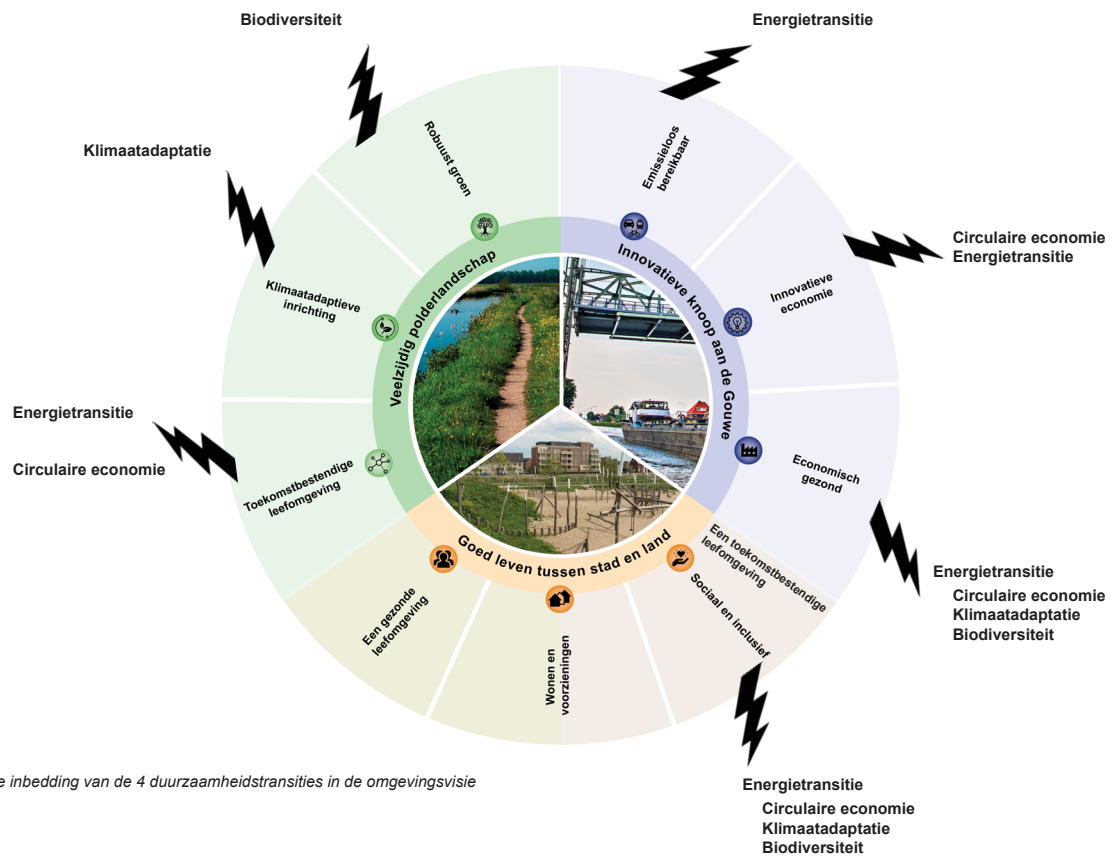 Biodiversiteit
Energietransitie
Klimaatadaptatie
Robuust groen
Emissieloos
bereikbaar
Circulaire economie
Energietransitie
Klimaatadaptieve
inrichting
Veelzijdig polderlandschap
Innovatieve knoop aan de Gouwe
Innovatieve
economie
Energietransitie
Circulaire economie
Toekomstbestendige
leefomgeving
Economisch
gezond
Goed leven tussen stad en land
Een toekomstbestendige
leefomgeving
Sociaal en inclusief
Een gezonde
leefomgeving
Wonen en
voorzieningen
Energietransitie
Circulaire economie
Klimaatadaptatie
Biodiversiteit
e inbedding van de 4 duurzaamheidstransities in de omgevingsvisie
Energietransitie
Circulaire economie
Klimaatadaptatie
Biodiversiteit